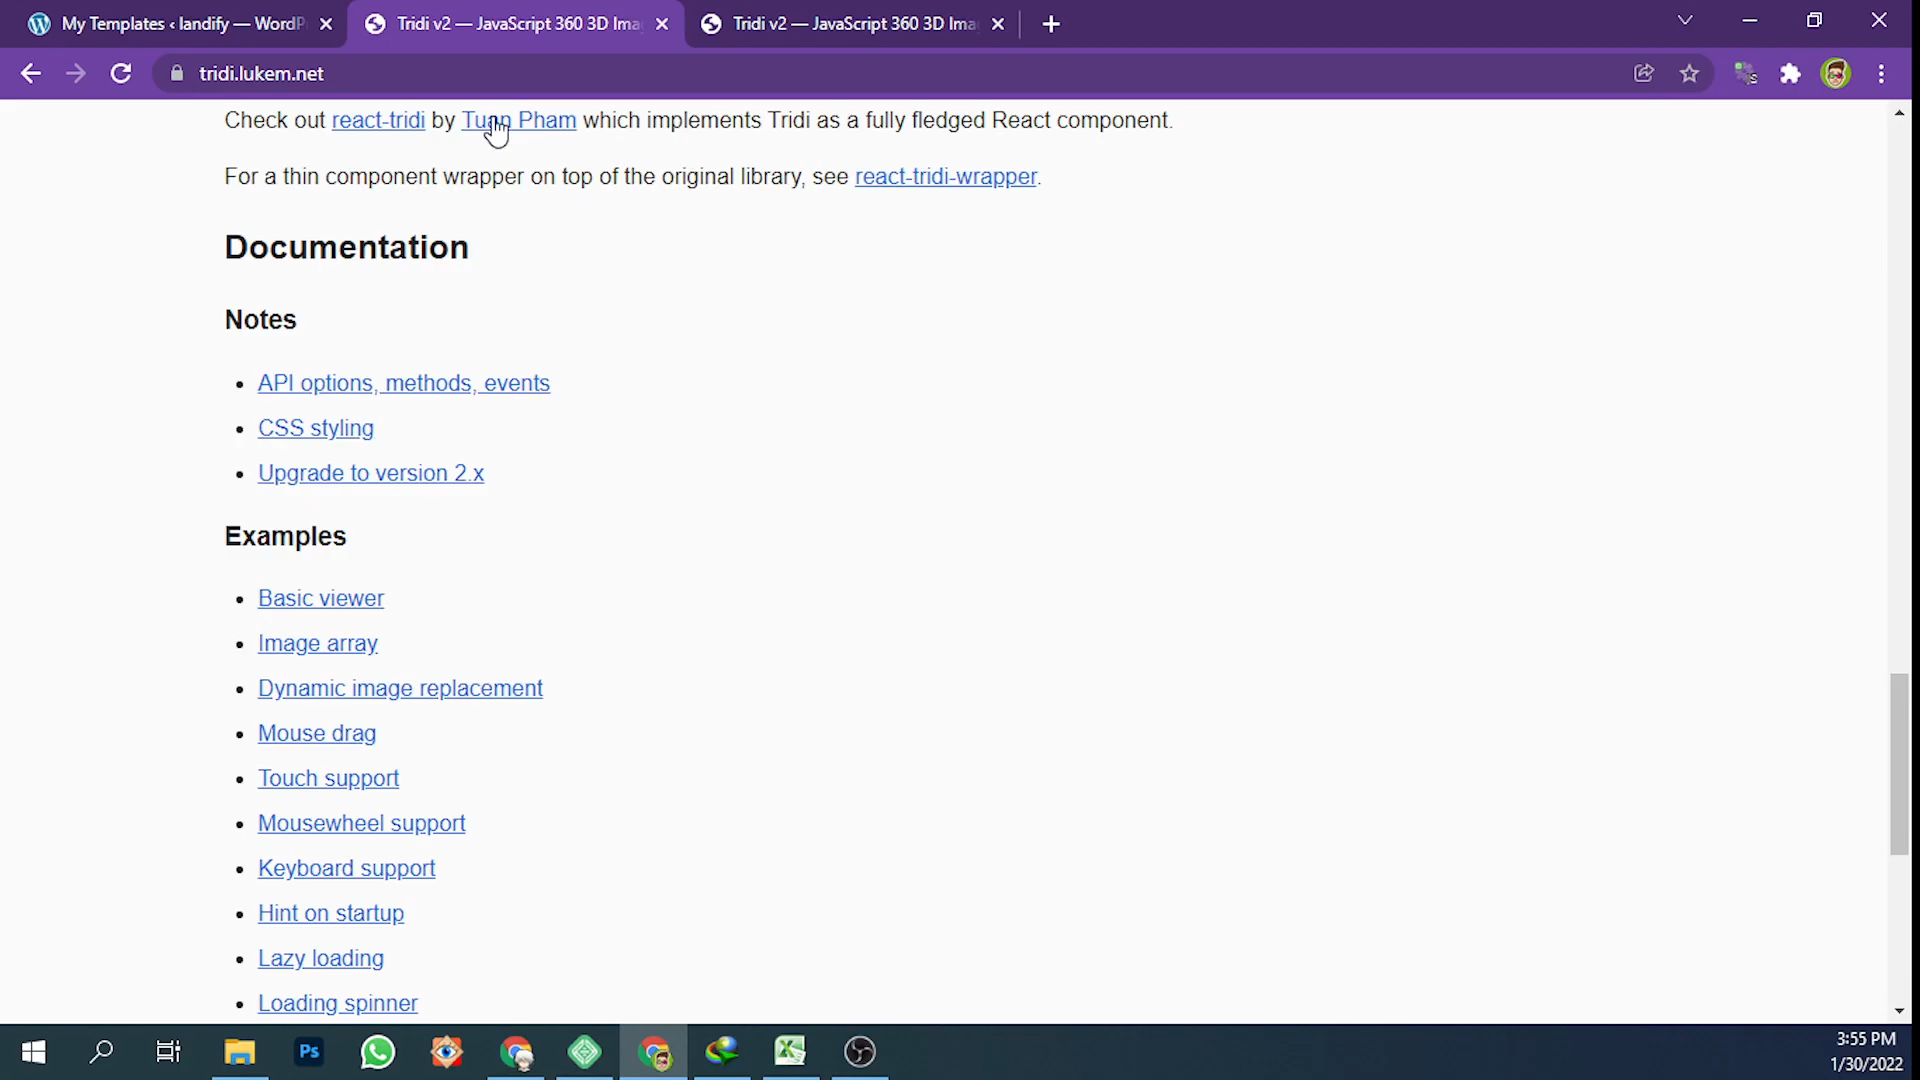 My Templates ‹ landify — WordP
Tridi v2 — JavaScript 360 3D Ima
Tridi v2 — JavaScript 360 3D Ima
tridi.lukem.net
Check out react-tridi by Tuan Pham which implements Tridi as a fully fledged React component.
For a thin component wrapper on top of the original library, see react-tridi-wrapper.
Documentation
Notes
API options, methods, events
CSS styling
Upgrade to version 2.x
Examples
Basic viewer
Image array
Dynamic image replacement
Mouse drag
Touch support
Mousewheel support
Keyboard support
Hint on startup
Lazy loading
Loading spinner
Ps
3:55 PM
1/30/2022